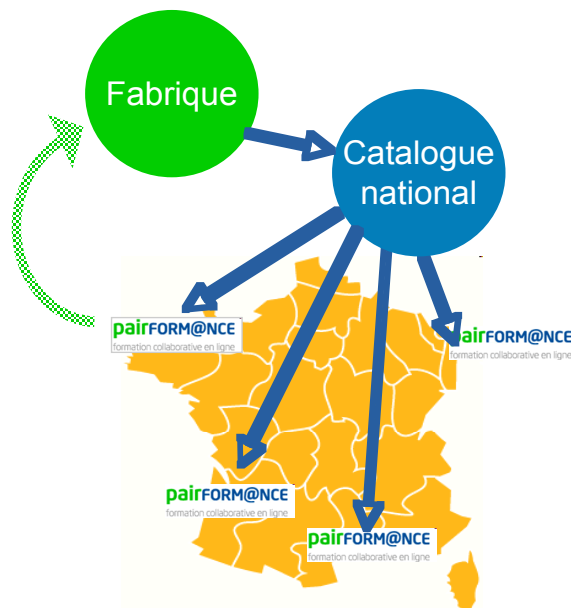 Fabrique
Catalogue
national
pairFORM@NCE
formation collaborative en ligne
pairFORM@NCE
formation collaborative en ligne
pairFORM@NCE
formation collaborative en ligne
pairFORM@NCE
formation collaborative en ligne